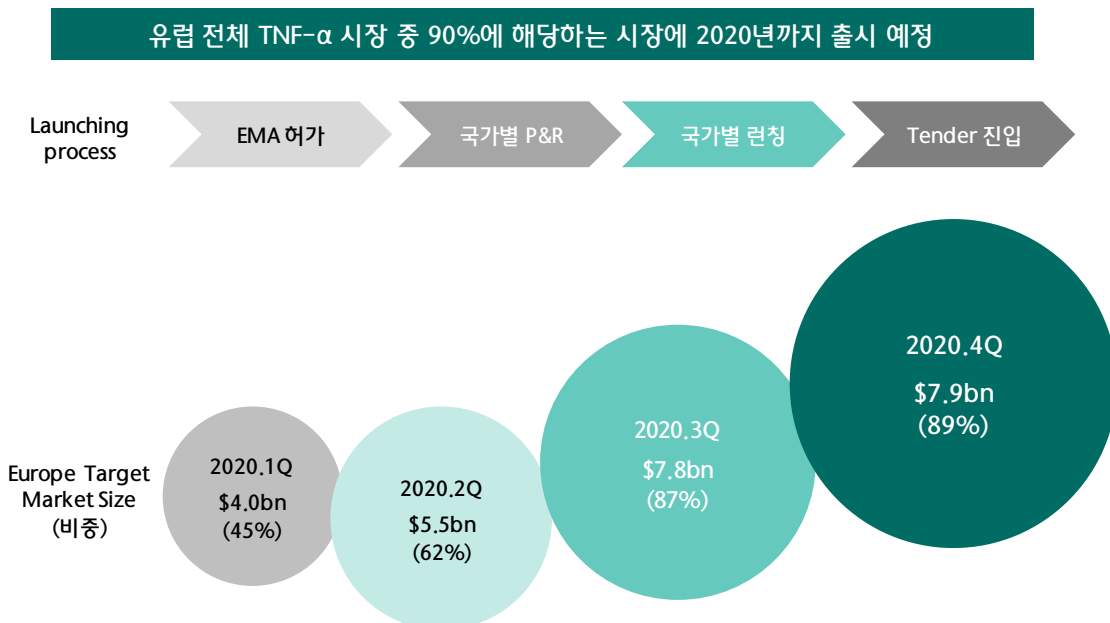 유럽 전체 TNF-α 시장 중 90%에 해당하는 시장에 2020년까지 출시 예정
Launching
process
EMA 허가
국가별 P&R
국가별 런칭
Tender 진입
Europe Target
Market Size
(비중)
2020.1Q
$4.0bn
(45%)
2020.2Q
$5.5bn
(62%)
2020.3Q
$7.8bn
(87%)
2020.4Q
$7.9bn
(89%)